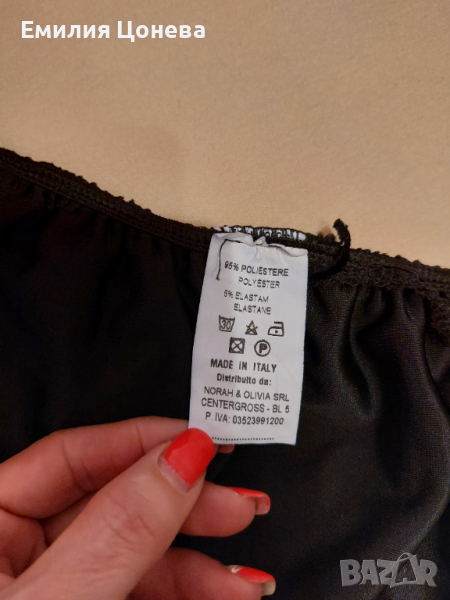 Емилия Цонева
95% POLIESTERE
POLYESTER
5% ELASTAM
ELASTANE
30
P
MADE IN ITALY
Distribuito da:
NORAH & OLIVIA SRL
CENTERGROSS - BL 5
P. IVA: 03523991200
BAZAR